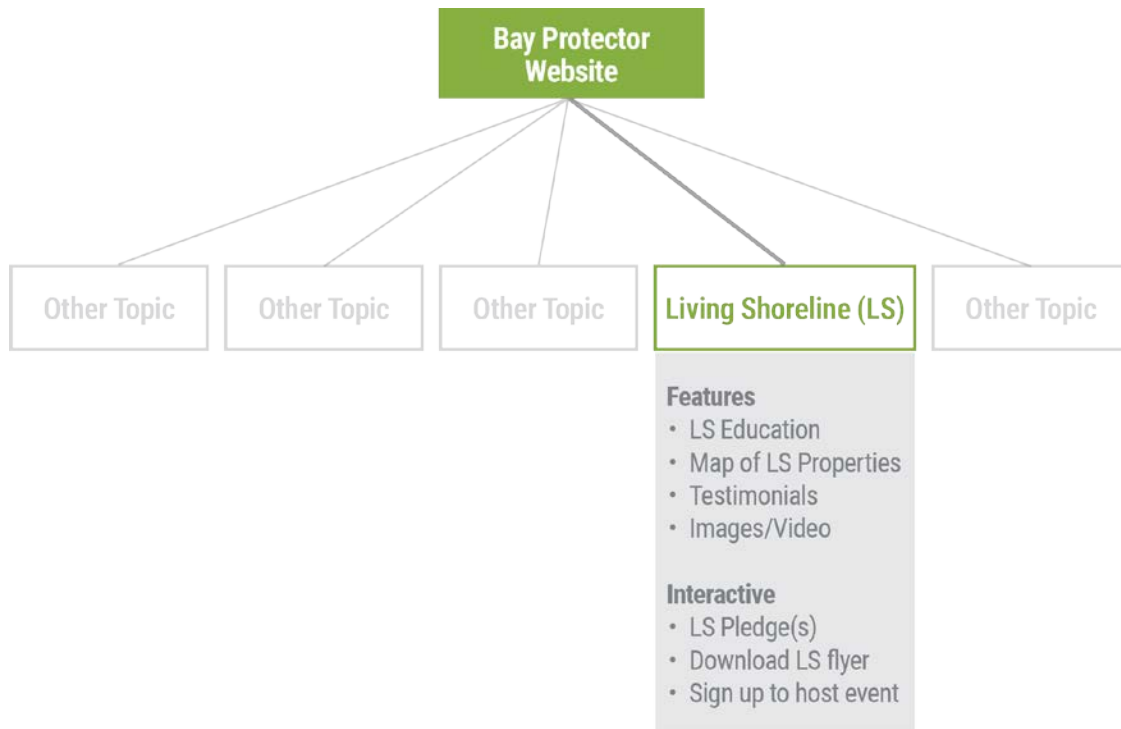 Bay Protector
Website
Other Topic
Other Topic
Other Topic
Living Shoreline (LS)
Other Topic
Features
• LS Education
• Map of LS Properties
• Testimonials
• Images/Video
Interactive
• LS Pledge(s)
• Download LS flyer
• Sign up to host event